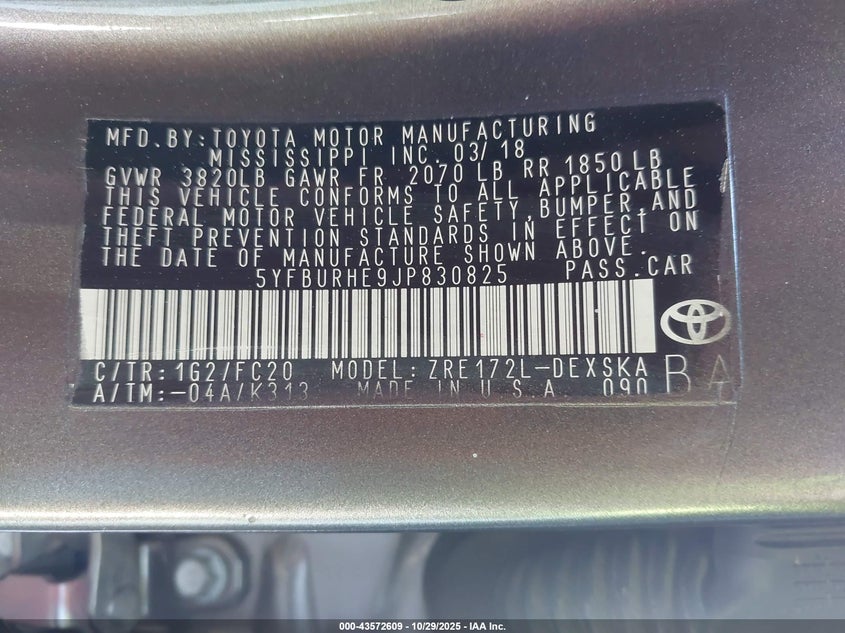 MFD. BY: TOYOTA MOTOR MANUFACTURING
MISSISSIPPI INC. 03/18
GVWR 3820LB GAWR FR 2070 LB RR 1850 LB
THIS VEHICLE CONFORMS TO ALL APPLICABLE
FEDERAL MOTOR VEHICLE SAFETY, BUMPER, AND
THEFT PREVENTION STANDARDS IN EFFECT ON
THE DATE OF MANUFACTURE SHOWN ABOVE.
5YFBURHE9JP830825 PASS. CAR
C/TR: 1G2/FC20 MODEL: ZRE172L-DEXSKA
A/TM: -04A/K313 MADE IN U.S.A. 090 BA
000-43572609 | 10/29/2025 - IAA Inc.